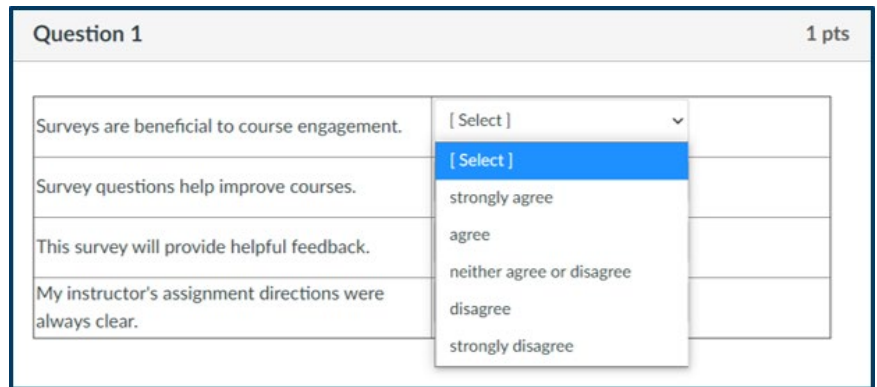 Question 1
1 pts
Surveys are beneficial to course engagement.
[ Select ]
[ Select ]
Survey questions help improve courses.
strongly agree
agree
This survey will provide helpful feedback.
neither agree or disagree
My instructor's assignment directions were
always clear.
disagree
strongly disagree